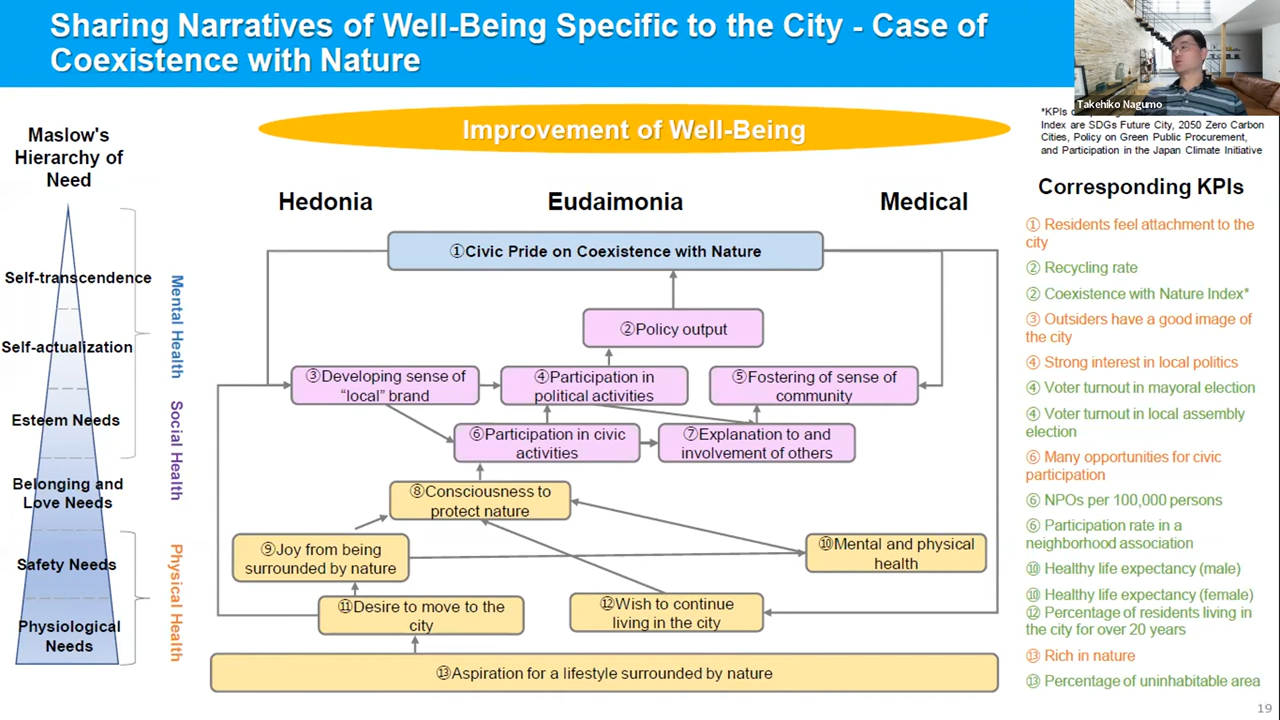 Sharing Narratives of Well-Being Specific to the City - Case of
Coexistence with Nature
Takehiko Nagumo
*KPIs
Index are SDGs Future City, 2050 Zero Carbon
Cities, Policy on Green Public Procurement,
and Participation in the Japan Climate Initiative
Maslow's
Hierarchy of
Need
Improvement of Well-Being
Hedonia
Eudaimonia
Medical
Self-transcendence
Self-actualization
Esteem Needs
Belonging and
Love Needs
Safety Needs
Physiological
Needs
Mental Health
Social Health
Physical Health
①Civic Pride on Coexistence with Nature
②Policy output
③Developing sense of
“local” brand
④Participation in
political activities
⑤Fostering of sense of
community
⑥Participation in civic
activities
⑦Explanation to and
involvement of others
⑧Consciousness to
protect nature
⑨Joy from being
surrounded by nature
⑩Mental and physical
health
⑪Desire to move to the
city
⑫Wish to continue
living in the city
⑬Aspiration for a lifestyle surrounded by nature
Corresponding KPIs
① Residents feel attachment to the
city
② Recycling rate
② Coexistence with Nature Index*
③ Outsiders have a good image of
the city
④ Strong interest in local politics
④ Voter turnout in mayoral election
④ Voter turnout in local assembly
election
⑥ Many opportunities for civic
participation
⑥ NPOs per 100,000 persons
⑥ Participation rate in a
neighborhood association
⑩ Healthy life expectancy (male)
⑩ Healthy life expectancy (female)
⑫ Percentage of residents living in
the city for over 20 years
⑬ Rich in nature
⑬ Percentage of uninhabitable area
19